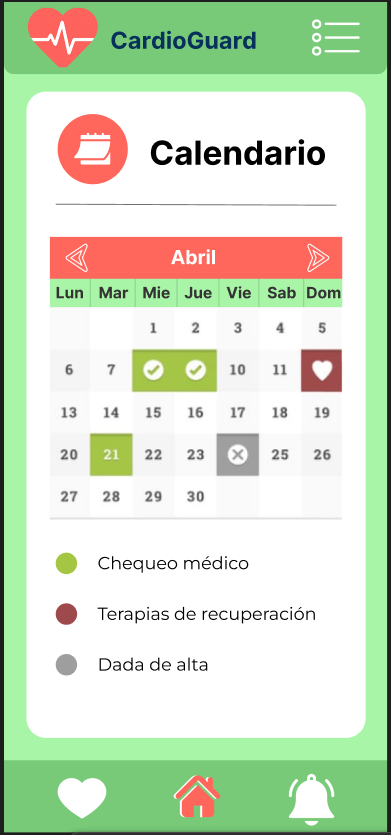 CardioGuard
Calendario
Abril
Lun Mar Mie Jue Vie Sab Dom
1 2 3 4 5
6 7 10 11
13 14 15 16 17 18 19
20 21 22 23 25 26
27 28 29 30
Chequeo médico
Terapias de recuperación
Dada de alta